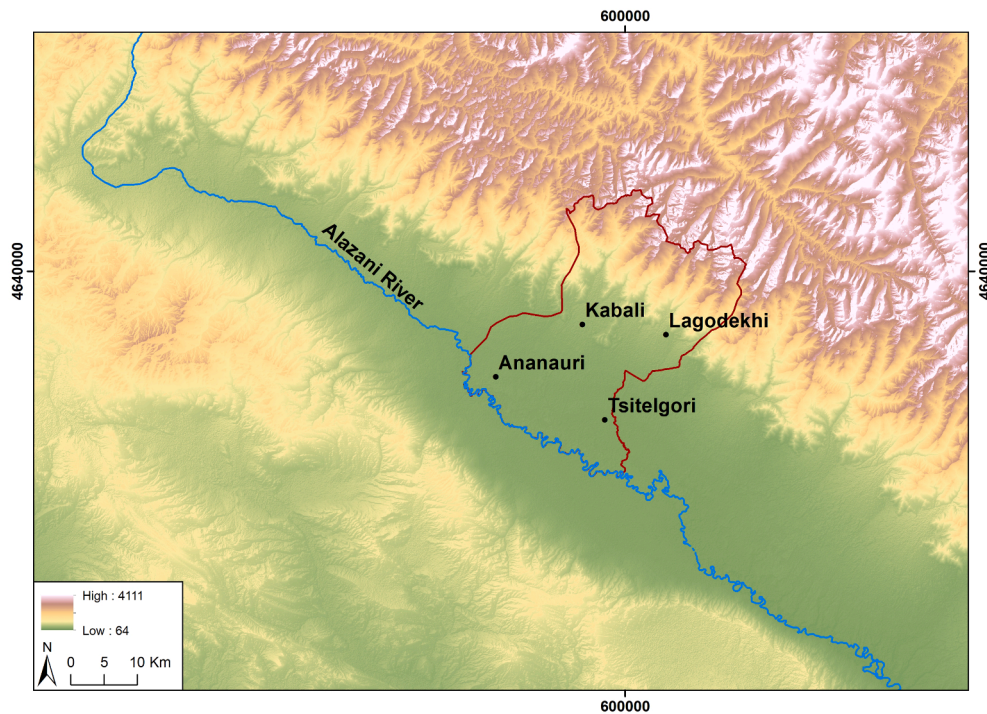 600000
4640000
4640000
Alazani River
Kabali
Lagodekhi
Ananauri
Tsitelgori
High : 4111
Low : 64
N
0 5 10 Km
600000